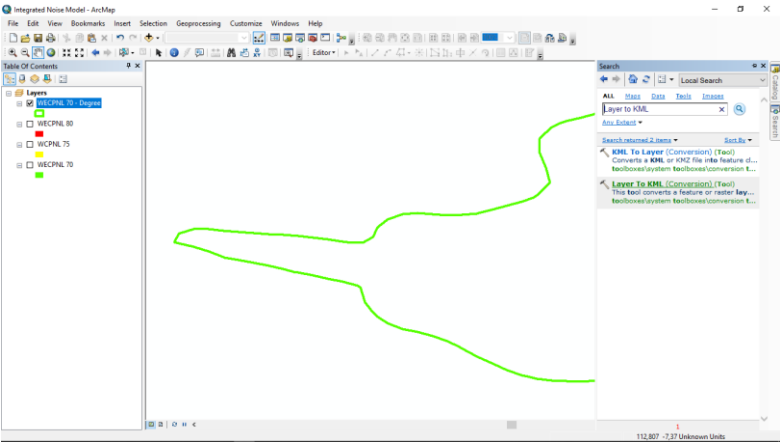 Integrated Noise Model - ArcMap
File Edit View Bookmarks Insert Selection Geoprocessing Customize Windows Help
Editor
Table Of Contents
Layers
WECPNL 70 - Degree
WECPNL 80
WCPNL 75
WECPNL 70
Search
Local Search
ALL Maps Data Tools Images
Layer to KML
Any Extent
Search returned 2 items Sort By
KML To Layer (Conversion) (Tool)
Converts a KML or KMZ file into feature cl...
toolboxes\system toolboxes\conversion t...
Layer To KML (Conversion) (Tool)
This tool converts a feature or raster lay...
toolboxes\system toolboxes\conversion t...
Catalog
Search
1
112,807 -7,37 Unknown Units